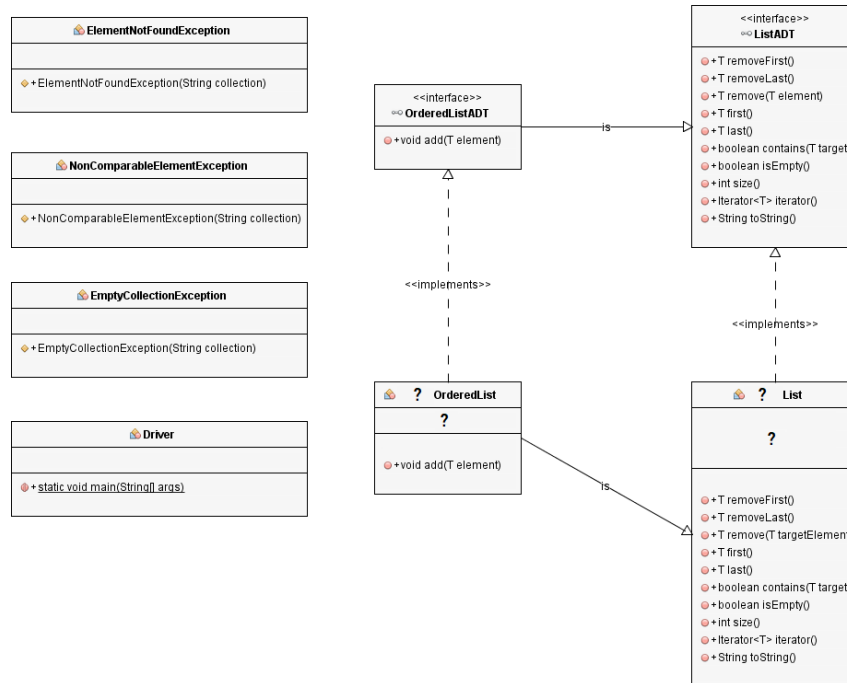 ElementNotFoundException
+ElementNotFoundException(String collection)
NonComparableElementException
+NonComparableElementException(String collection)
EmptyCollectionException
+EmptyCollectionException(String collection)
Driver
+static void main(String[] args)
<<interface>>
OrderedListADT
+void add(T element)
is
<<interface>>
ListADT
+T removeFirst()
+T removeLast()
+T remove(T element)
+T first()
+T last()
+boolean contains(T target
+boolean isEmpty()
+int size()
+Iterator<T> iterator()
+String toString()
<<implements>>
<<implements>>
? OrderedList
?
+void add(T element)
is
? List
?
+T removeFirst()
+T removeLast()
+T remove(T targetElement
+T first()
+T last()
+boolean contains(T target
+boolean isEmpty()
+int size()
+Iterator<T> iterator()
+String toString()